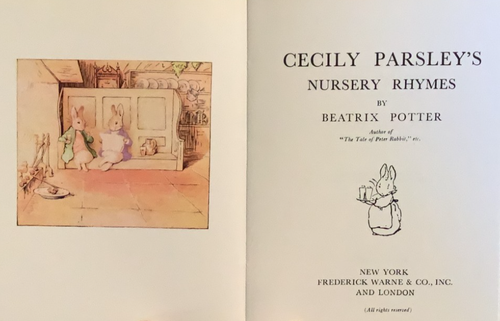 CECILY PARSLEY'S
NURSERY RHYMES
BY
BEATRIX POTTER
Author of
"The Tale of Peter Rabbit," etc.
NEW YORK
FREDERICK WARNE & CO., INC.
AND LONDON
(All rights reserved)